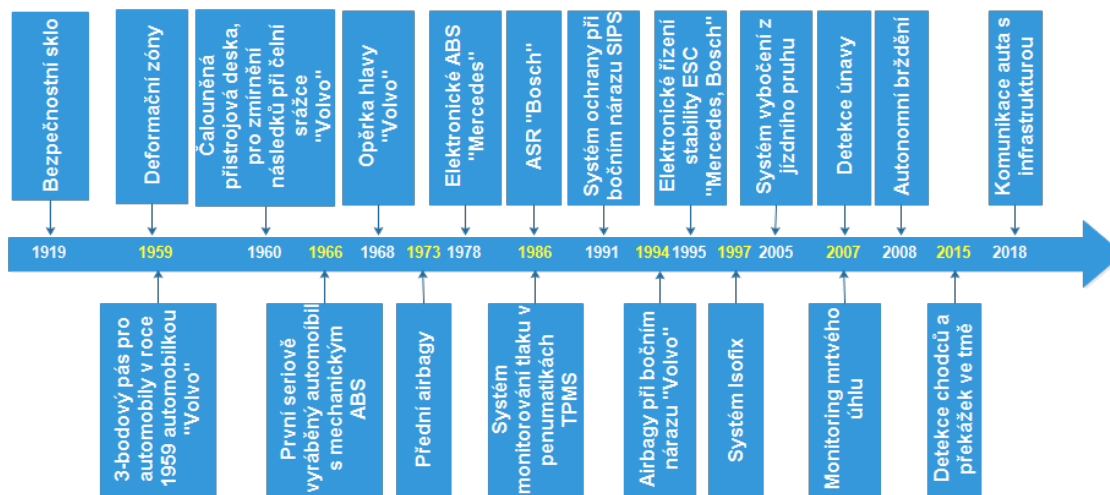 Bezpečnostní sklo
Deformační zóny
Čalouněná
přistrojová deska,
pro zmírnění
následků při čelní
srážce
"Volvo"
Opěrka hlavy
"Volvo"
Elektronické ABS
"Mercedes"
ASR "Bosch"
Systém ochrany při
bočním nárazu SIPS
Elektronické řízení
stability ESC
"Mercedes, Bosch"
Systém vybočení z
jízdního pruhu
Detekce únavy
Autonomní brždění
Komunikace auta s
infrastrukturou
1919 1959 1960 1966 1968 1973 1978 1986 1991 1994 1995 1997 2005 2007 2008 2015 2018
3-bodový pás pro
automobily v roce
1959 automobilkou
"Volvo"
První seriově
vyráběný automoíbil
s mechanickým
ABS
Přední airbagy
Systém
monitorování tlaku v
penumatikách
TPMS
Airbagy při bočním
nárazu "Volvo"
Systém Isofix
Monitoring mrtvého
úhlu
Detekce chodců a
překážek ve tmě